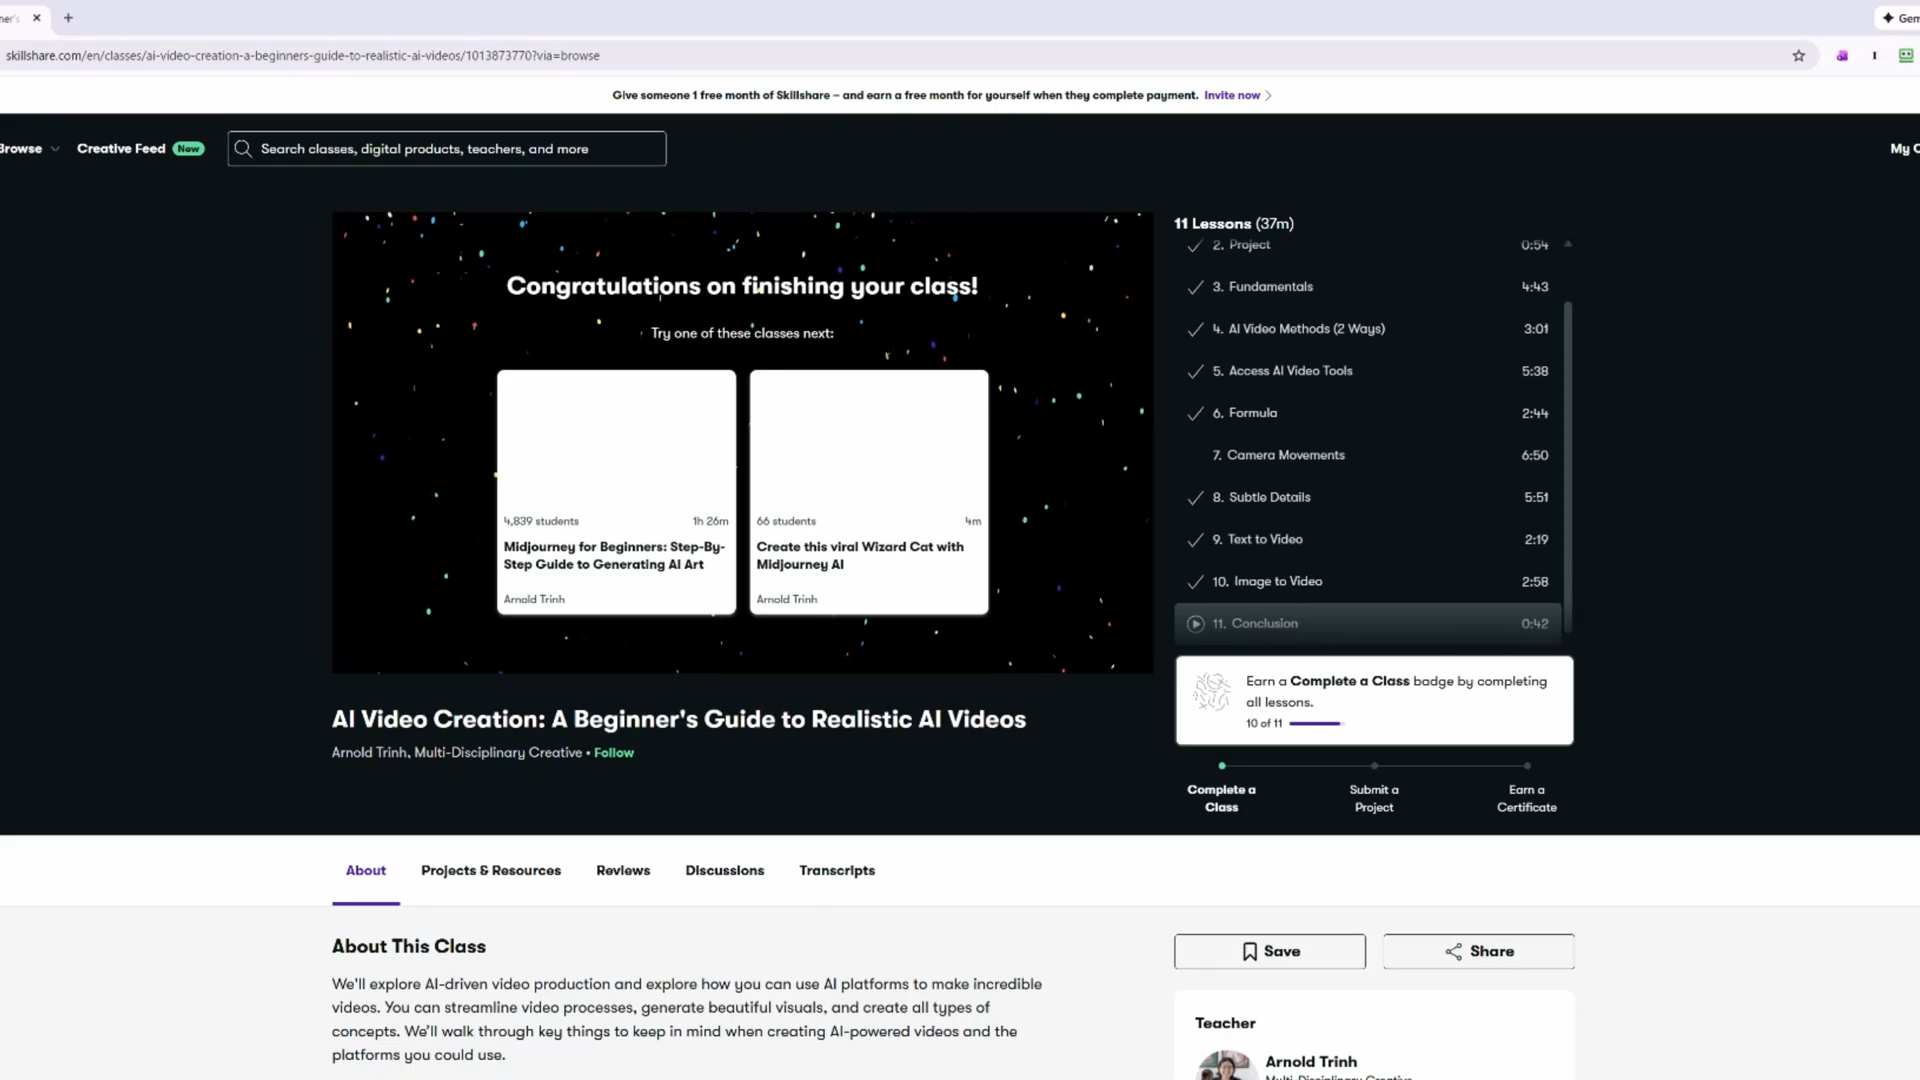 ner's
Gem
skillshare.com/en/classes/ai-video-creation-a-beginners-guide-to-realistic-ai-videos/1013873770?via=browse
Give someone 1 free month of Skillshare – and earn a free month for yourself when they complete payment. Invite now
Browse
Creative Feed New
Search classes, digital products, teachers, and more
My C
Congratulations on finishing your class!
Try one of these classes next:
4,839 students 1h 26m
Midjourney for Beginners: Step-By-
Step Guide to Generating AI Art
Arnold Trinh
66 students 4m
Create this viral Wizard Cat with
Midjourney AI
Arnold Trinh
11 Lessons (37m)
2. Project 0:54
3. Fundamentals 4:43
4. AI Video Methods (2 Ways) 3:01
5. Access AI Video Tools 5:38
6. Formula 2:44
7. Camera Movements 6:50
8. Subtle Details 5:51
9. Text to Video 2:19
10. Image to Video 2:58
11. Conclusion 0:42
Earn a Complete a Class badge by completing
all lessons.
10 of 11
Complete a
Class
Submit a
Project
Earn a
Certificate
AI Video Creation: A Beginner's Guide to Realistic AI Videos
Arnold Trinh, Multi-Disciplinary Creative • Follow
About
Projects & Resources
Reviews
Discussions
Transcripts
About This Class
We'll explore AI-driven video production and explore how you can use AI platforms to make incredible
videos. You can streamline video processes, generate beautiful visuals, and create all types of
concepts. We'll walk through key things to keep in mind when creating AI-powered videos and the
platforms you could use.
Save
Share
Teacher
Arnold Trinh
Multi-Disciplinary Creative